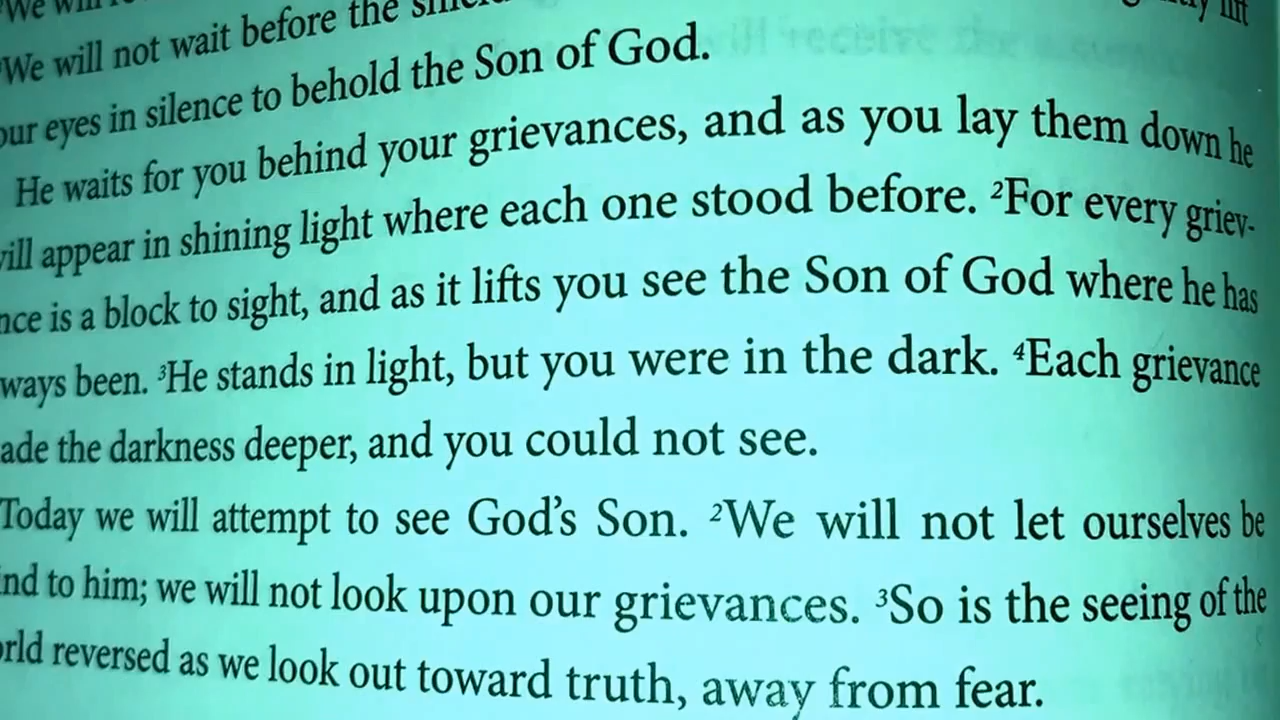 We will
We will not wait before the shield
our eyes in silence to behold the Son of God.
He waits for you behind your grievances, and as you lay them down he
will appear in shining light where each one stood before. ²For every griev-
nce is a block to sight, and as it lifts you see the Son of God where he has
ways been. ³He stands in light, but you were in the dark. ⁴Each grievance
ade the darkness deeper, and you could not see.
Today we will attempt to see God's Son. ²We will not let ourselves be
nd to him; we will not look upon our grievances. ³So is the seeing of the
rld reversed as we look out toward truth, away from fear.